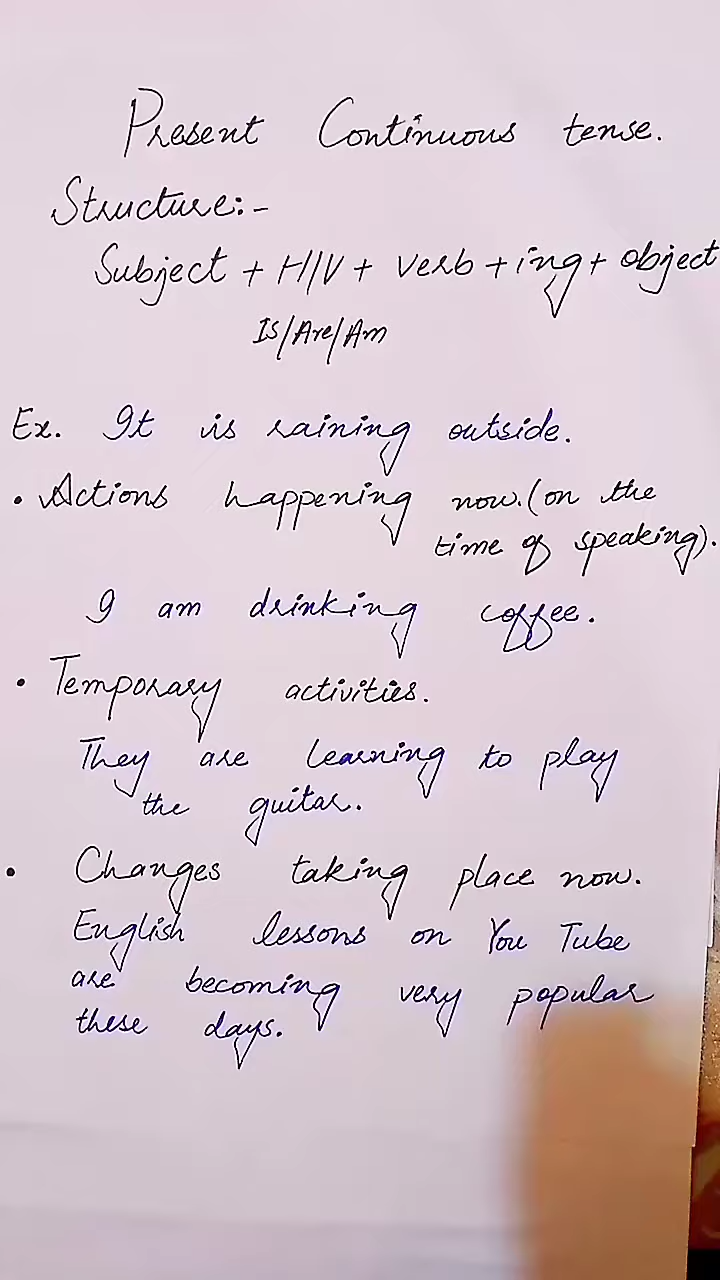 Present Continuous tense.
Structure:-
Subject + H/V + verb + ing + object
Is/Are/Am
Ex. It is raining outside.
• Actions happening now. (on the
time of speaking).
I am drinking coffee.
• Temporary activities.
They are learning to play
the guitar.
• Changes taking place now.
English lessons on You Tube
are becoming very popular
these days.